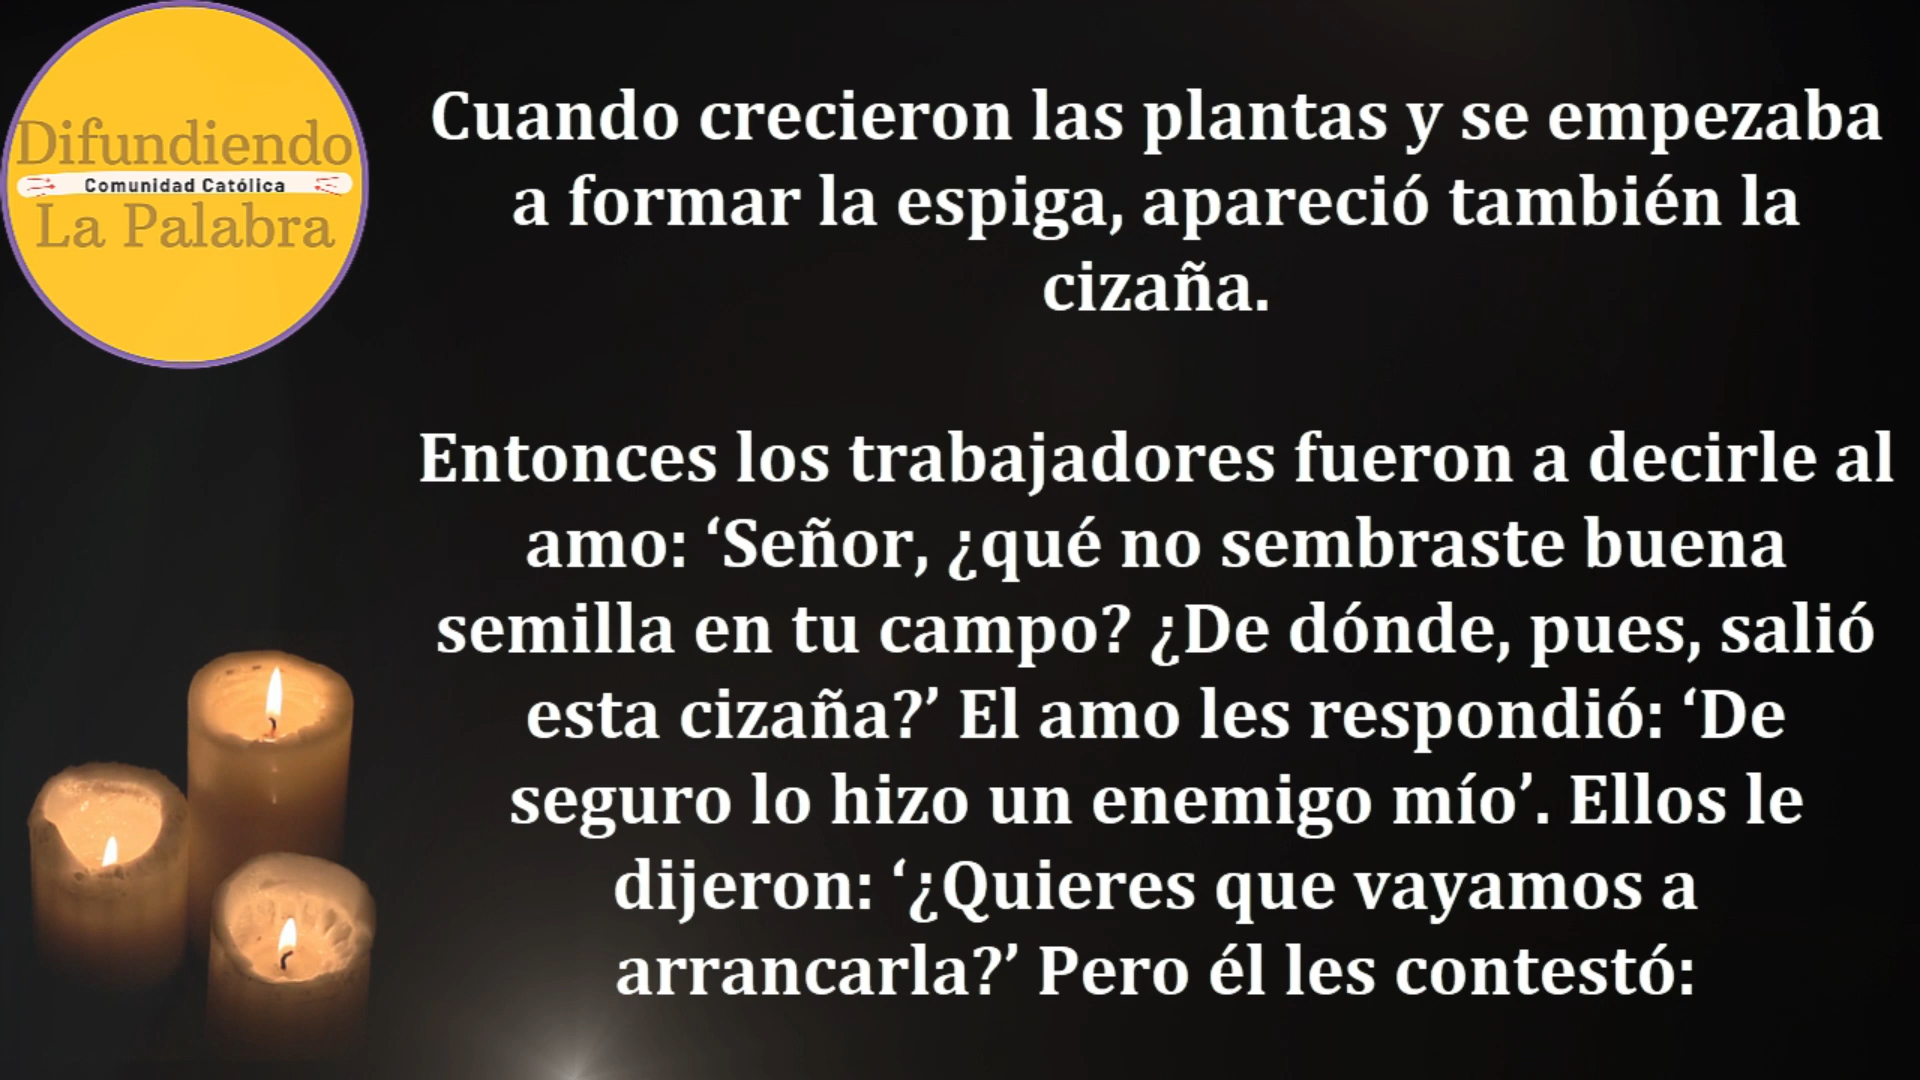 Difundiendo
Comunidad Católica
La Palabra
Cuando crecieron las plantas y se empezaba
a formar la espiga, apareció también la
cizaña.
Entonces los trabajadores fueron a decirle al
amo: ‘Señor, ¿qué no sembraste buena
semilla en tu campo? ¿De dónde, pues, salió
esta cizaña?’ El amo les respondió: ‘De
seguro lo hizo un enemigo mío’. Ellos le
dijeron: ‘¿Quieres que vayamos a
arrancarla?’ Pero él les contestó: